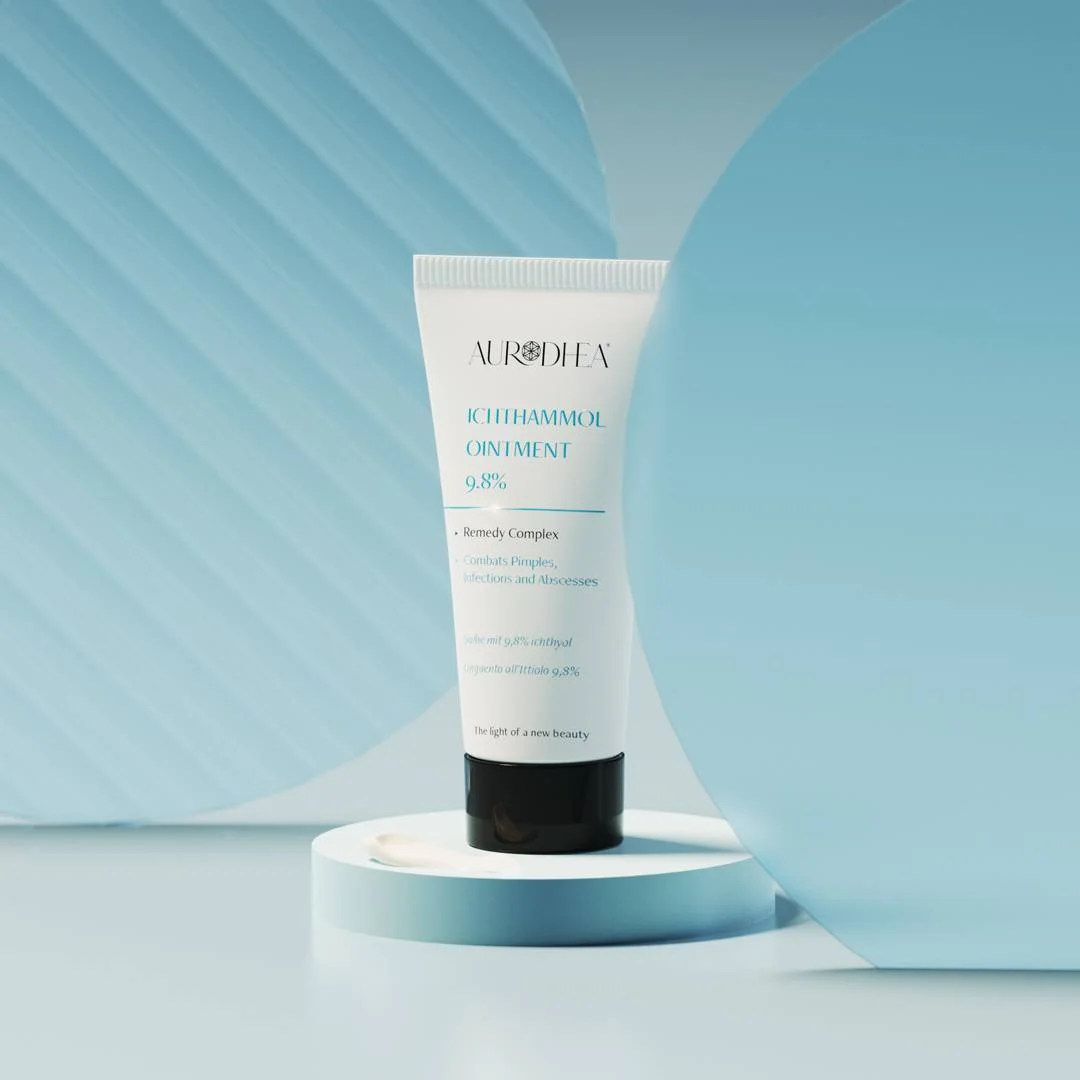 AURODHEA®
ICHTHAMMOL
OINTMENT
9.8%
Remedy Complex
Combats Pimples,
Infections and Abscesses
Salbe mit 9,8% ichthyol
Unguento all'Ittiolo 9,8%
The light of a new beauty